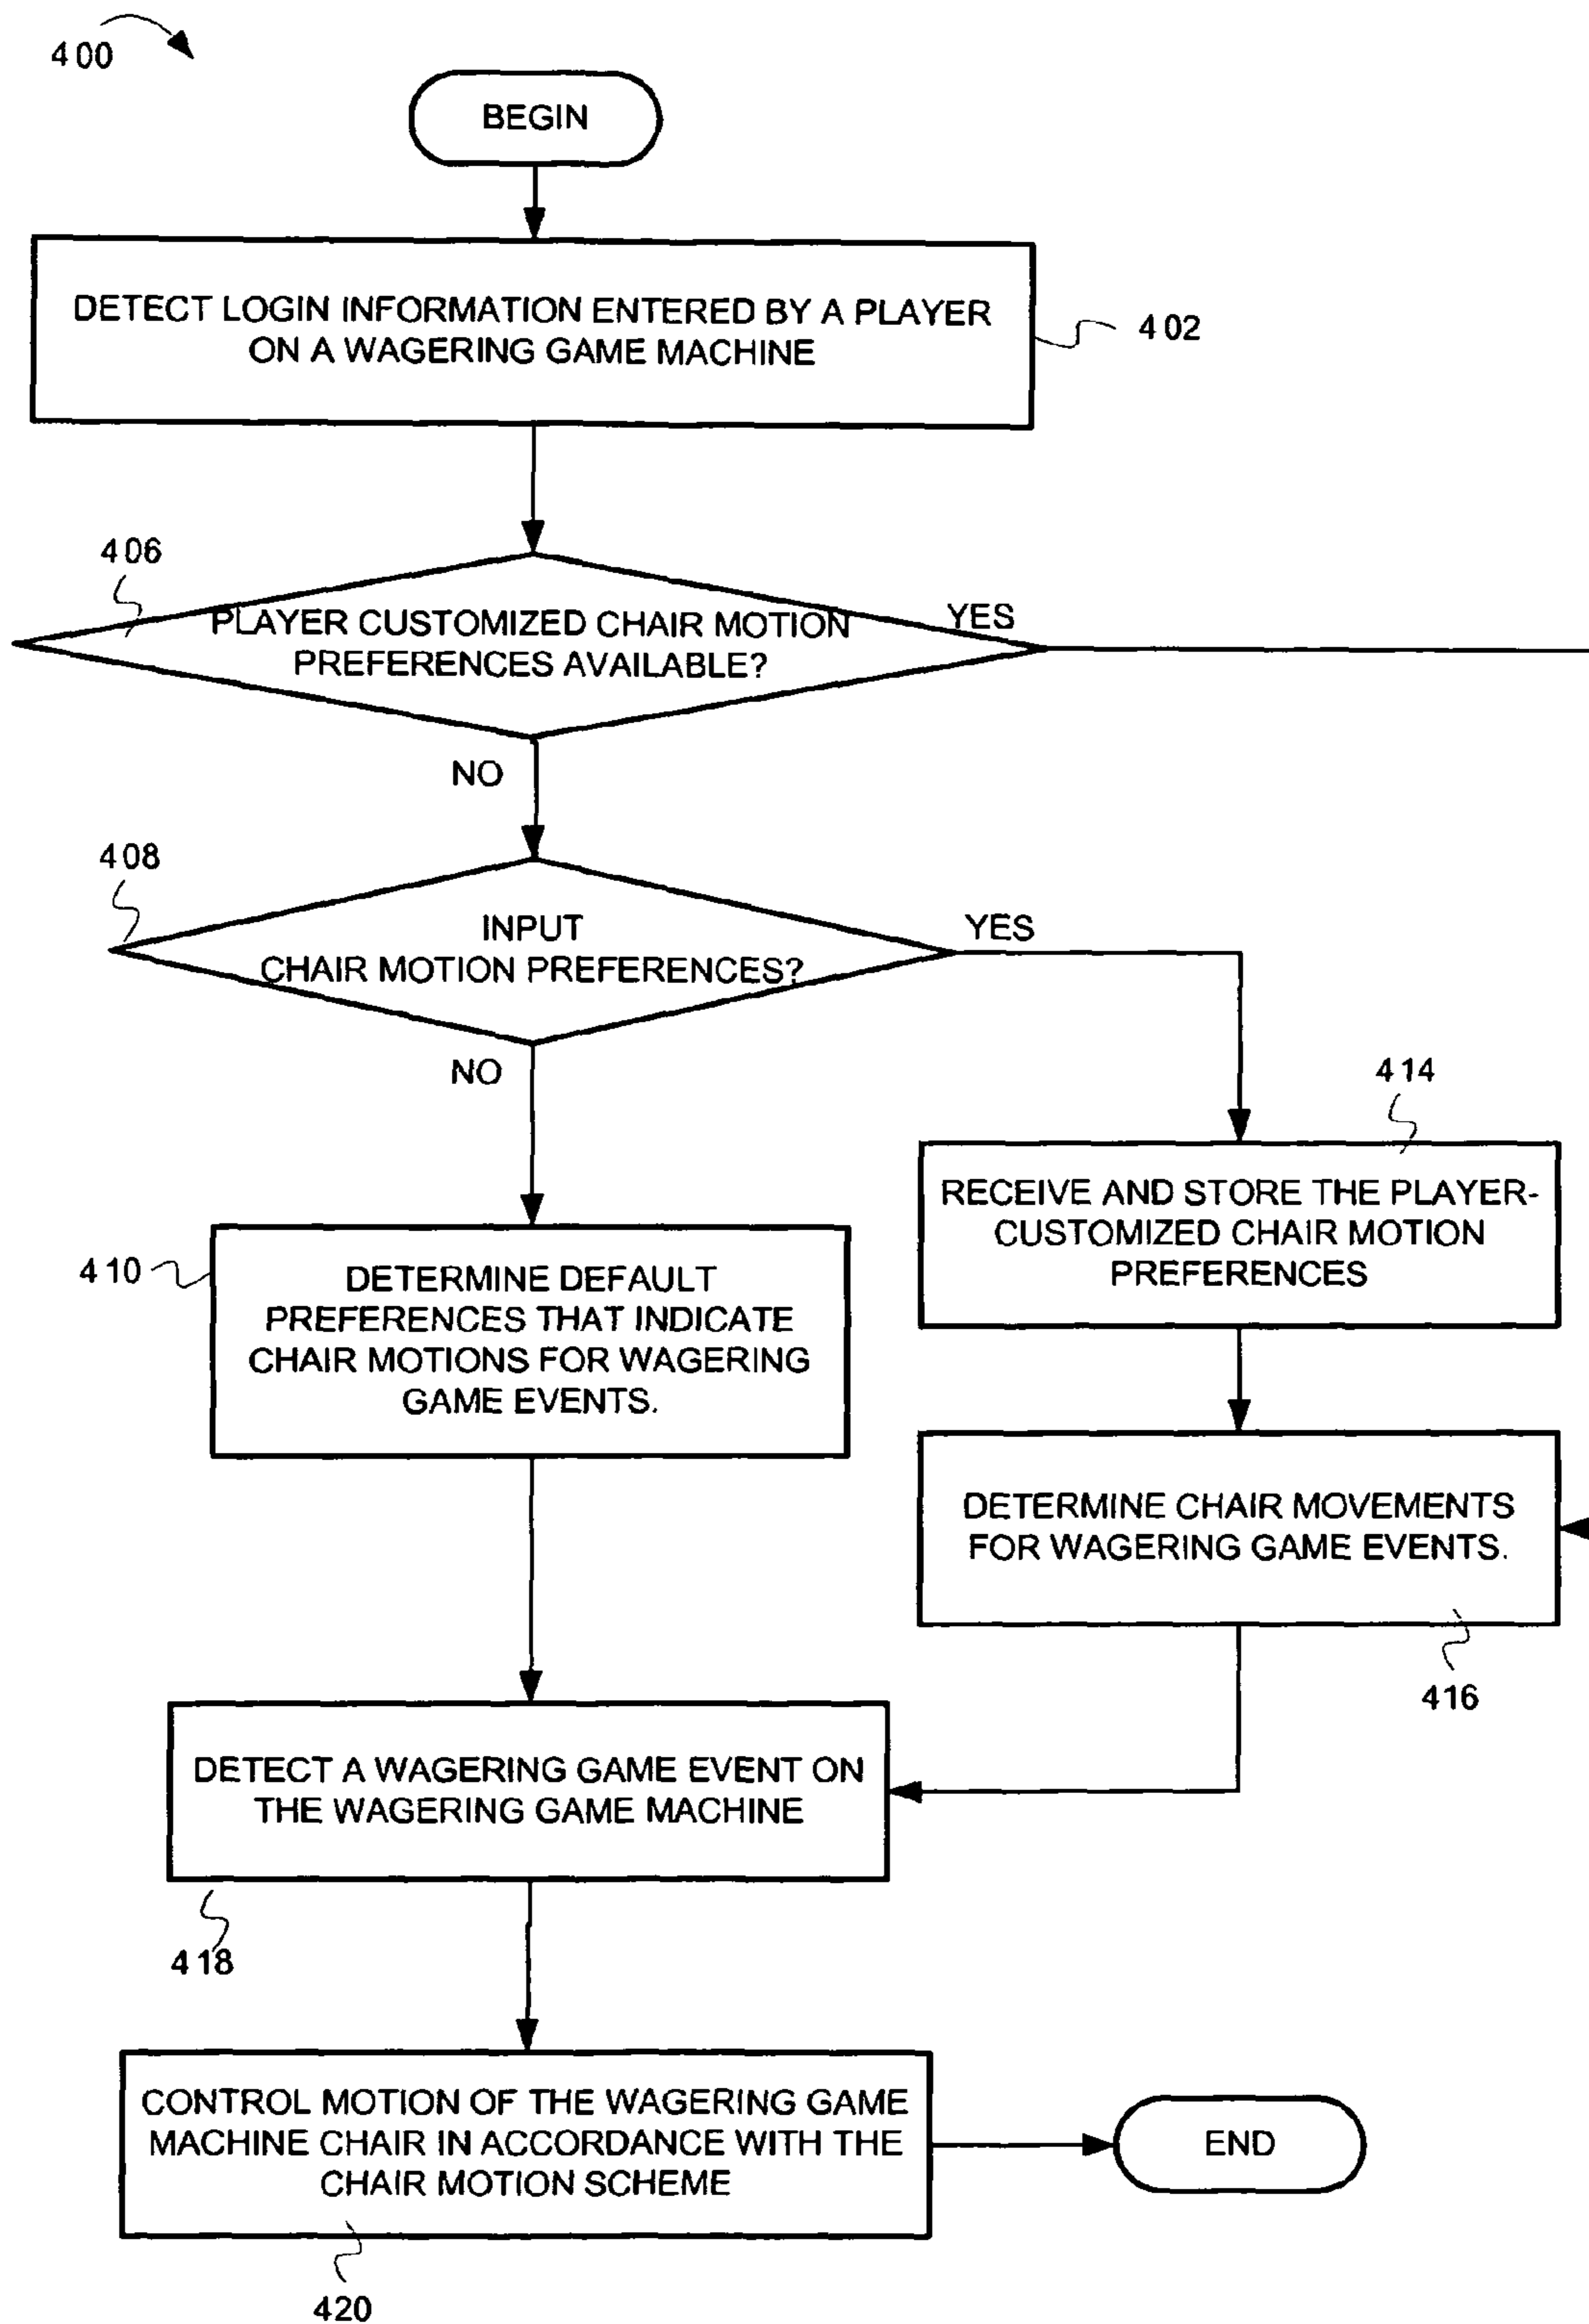 400
BEGIN
DETECT LOGIN INFORMATION ENTERED BY A PLAYER
ON A WAGERING GAME MACHINE
402
406
PLAYER CUSTOMIZED CHAIR MOTION
PREFERENCES AVAILABLE?
YES
NO
408
INPUT
CHAIR MOTION PREFERENCES?
YES
NO
414
RECEIVE AND STORE THE PLAYER-
CUSTOMIZED CHAIR MOTION
PREFERENCES
410
DETERMINE DEFAULT
PREFERENCES THAT INDICATE
CHAIR MOTIONS FOR WAGERING
GAME EVENTS.
DETERMINE CHAIR MOVEMENTS
FOR WAGERING GAME EVENTS.
416
DETECT A WAGERING GAME EVENT ON
THE WAGERING GAME MACHINE
418
CONTROL MOTION OF THE WAGERING GAME
MACHINE CHAIR IN ACCORDANCE WITH THE
CHAIR MOTION SCHEME
END
420